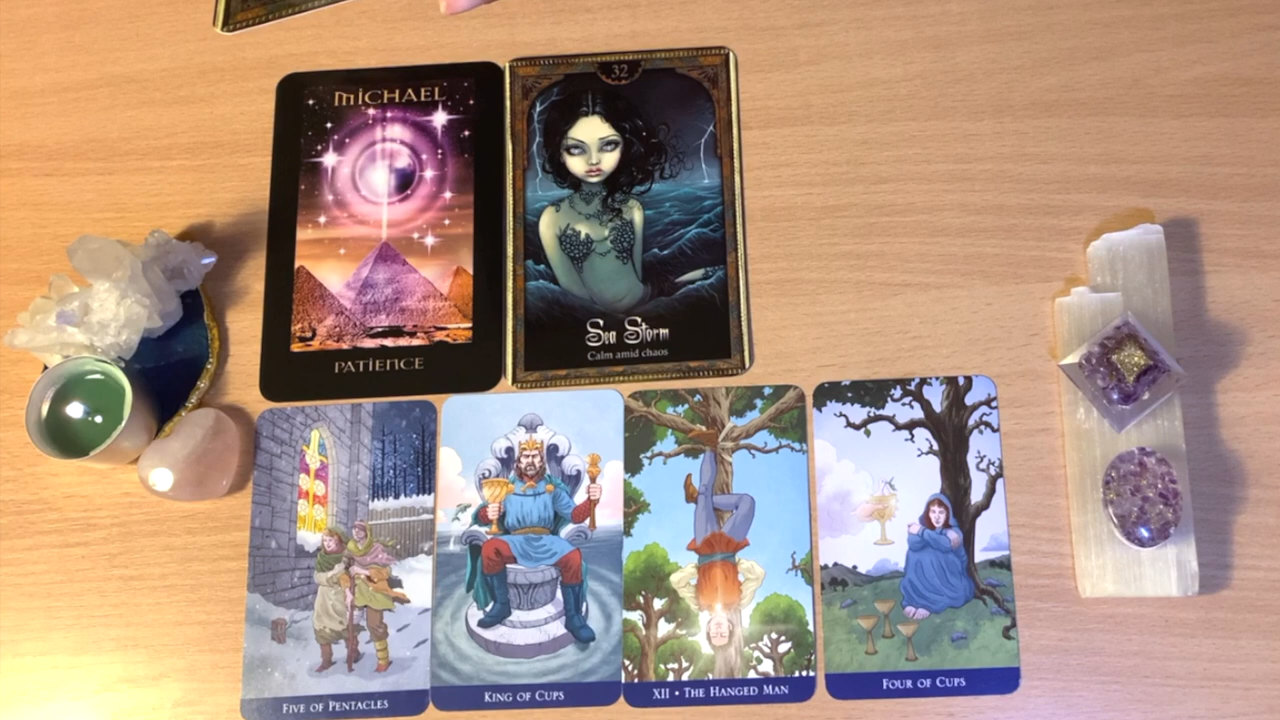 MICHAEL
PATIENCE
32
Sea Storm
Calm amid chaos
FIVE OF PENTACLES
KING OF CUPS
XII • THE HANGED MAN
FOUR OF CUPS